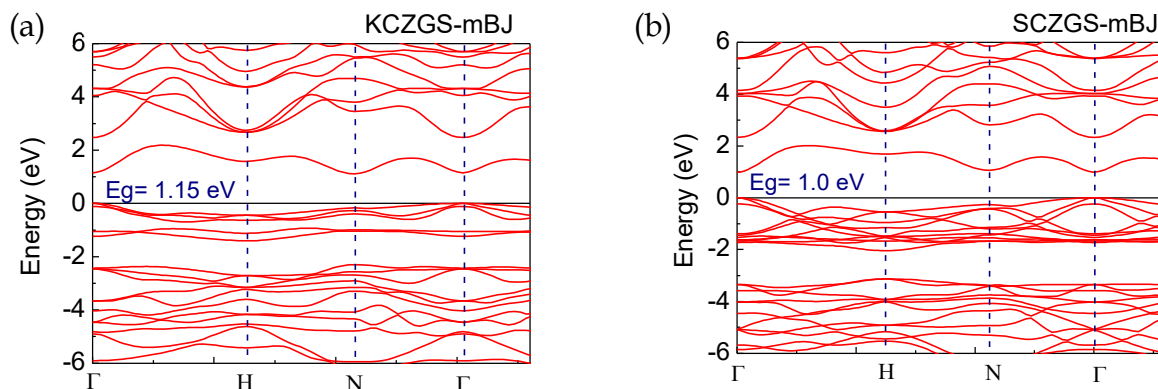 (a)
KCZGS-mBJ
6
4
2
0
-2
-4
-6
Energy (eV)
Eg= 1.15 eV
Γ H N Γ
(b)
SCZGS-mBJ
6
4
2
0
-2
-4
-6
Energy (eV)
Eg= 1.0 eV
Γ H N Γ